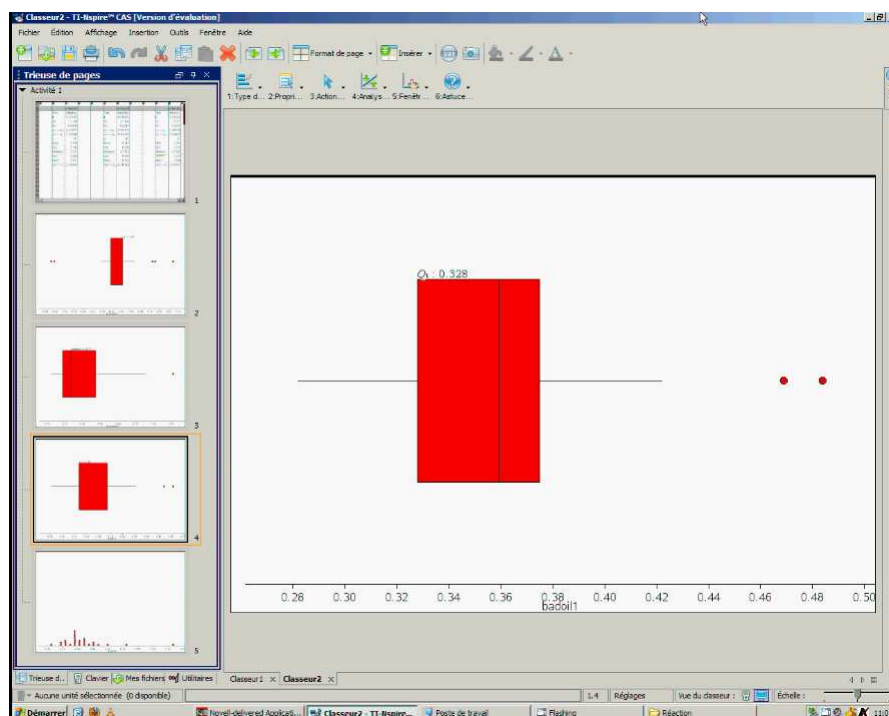 Classeur2 - TI-Nspire™ CAS [Version d'évaluation]
Fichier Édition Affichage Insertion Outils Fenêtre Aide
Format de page Insérer
Trieuse de pages
Activité 1
1:Type d... 2:Propri... 3:Action... 4:Analys... 5:Fenêtr... 6:Astuce...
1
2
3
4
5
Q₁ : 0.328
0.28 0.30 0.32 0.34 0.36 0.38 0.40 0.42 0.44 0.46 0.48 0.50
badoil1
Trieuse d... Clavier Mes fichiers Utilitaires Classeur1 Classeur2
Aucune unité sélectionnée (0 disponible) 1.4 Réglages Vue du classeur : Échelle :
Démarrer Novell-delivered Applicati... Classeur2 - TI-Nspire... Poste de travail Flashing Réaction